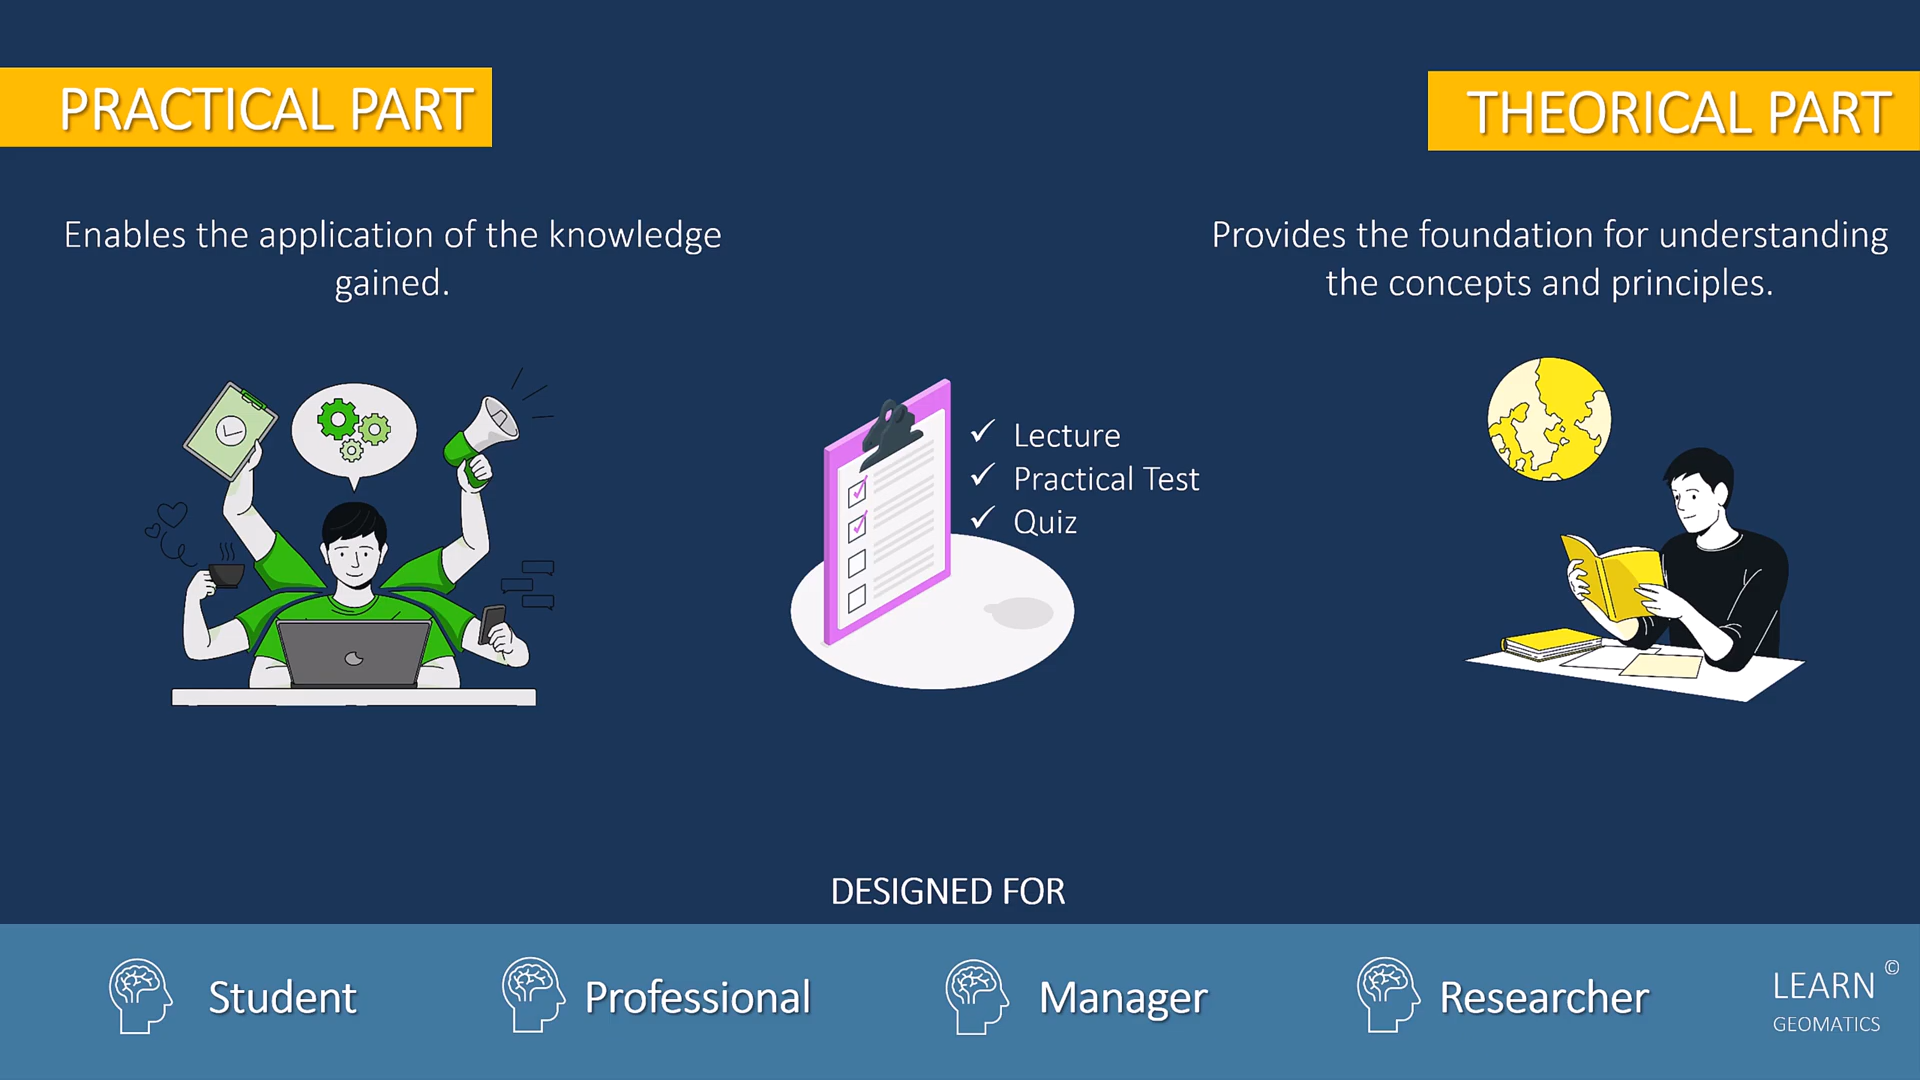 PRACTICAL PART
Enables the application of the knowledge
gained.
THEORICAL PART
Provides the foundation for understanding
the concepts and principles.
✓ Lecture
✓ Practical Test
✓ Quiz
DESIGNED FOR
Student
Professional
Manager
Researcher
LEARN ©
GEOMATICS